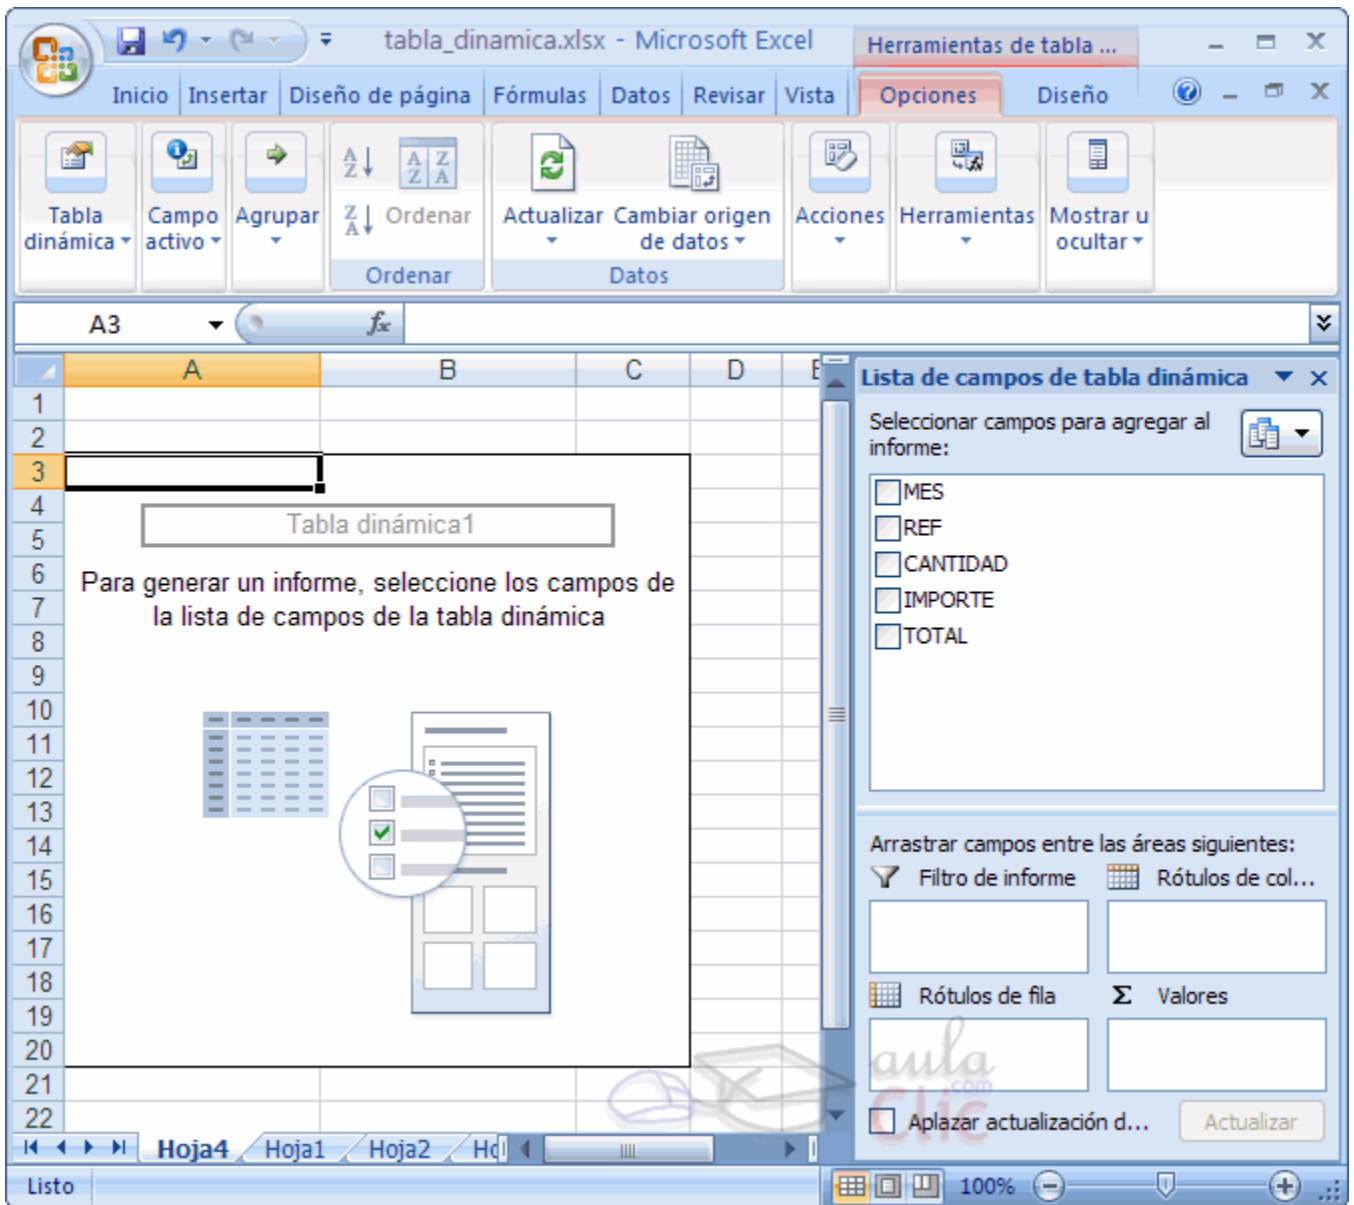 tabla_dinamica.xlsx - Microsoft Excel
Herramientas de tabla ...
Inicio Insertar Diseño de página Fórmulas Datos Revisar Vista Opciones Diseño
Tabla dinámica
Campo activo
Agrupar
A
Z
Z
A
A Z
Z A
Ordenar
Ordenar
Actualizar
Cambiar origen de datos
Datos
Acciones
Herramientas
Mostrar u ocultar
A3
fx
A B C D E
1
2
3
4
5
6
7
8
9
10
11
12
13
14
15
16
17
18
19
20
21
22
Tabla dinámica1
Para generar un informe, seleccione los campos de
la lista de campos de la tabla dinámica
Lista de campos de tabla dinámica
Seleccionar campos para agregar al
informe:
MES
REF
CANTIDAD
IMPORTE
TOTAL
Arrastrar campos entre las áreas siguientes:
Filtro de informe
Rótulos de col...
Rótulos de fila
Σ Valores
aula
Clic
.com
Aplazar actualización d...
Actualizar
Hoja4 Hoja1 Hoja2 Ho
Listo
100%